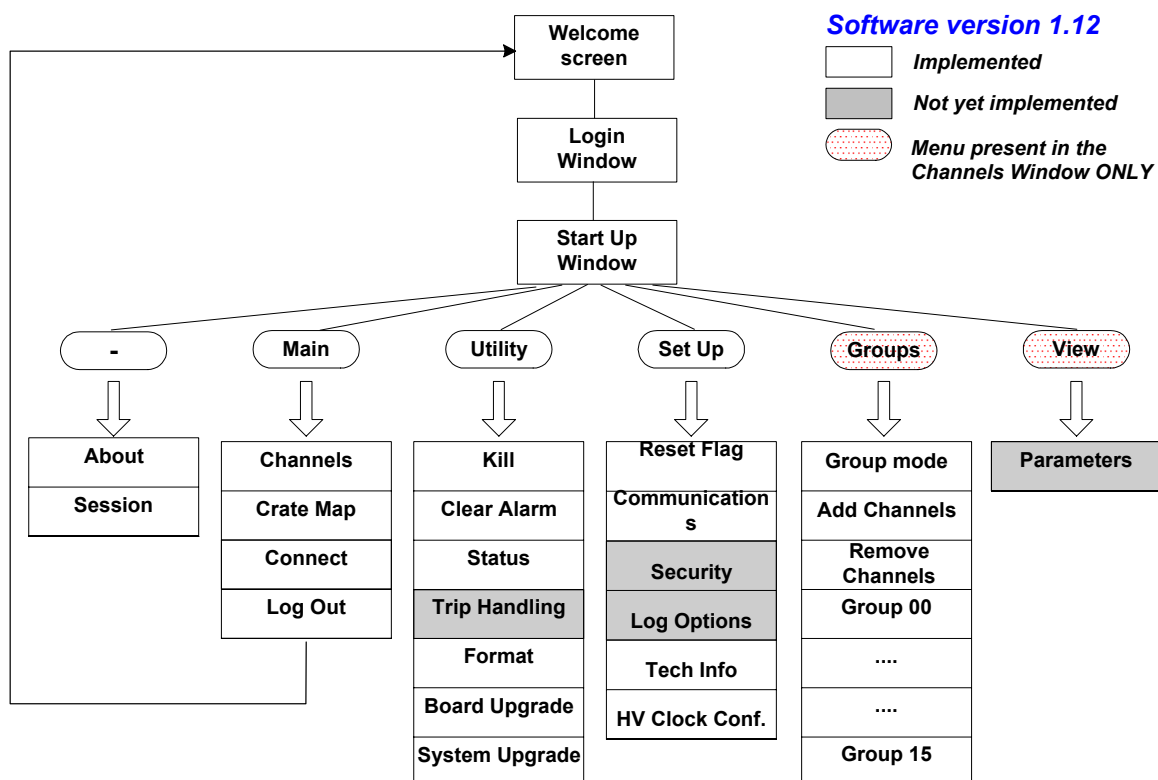 Software version 1.12
Implemented
Not yet implemented
Menu present in the
Channels Window ONLY
Welcome
screen
Login
Window
Start Up
Window
-
Main
Utility
Set Up
Groups
View
About
Session
Channels
Crate Map
Connect
Log Out
Kill
Clear Alarm
Status
Trip Handling
Format
Board Upgrade
System Upgrade
Reset Flag
Communication
s
Security
Log Options
Tech Info
HV Clock Conf.
Group mode
Add Channels
Remove
Channels
Group 00
....
....
Group 15
Parameters